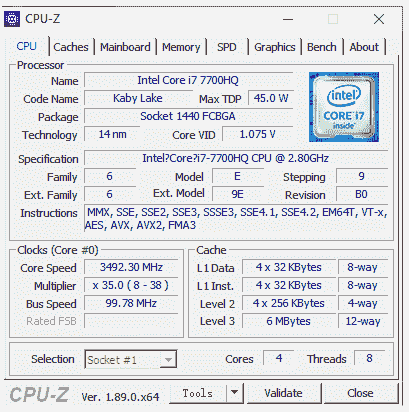 CPU-Z
CPU Caches Mainboard Memory SPD Graphics Bench About
Processor
Name Intel Core i7 7700HQ
Code Name Kaby Lake Max TDP 45.0 W
Package Socket 1440 FCBGA
Technology 14 nm Core VID 1.075 V
intel
CORE i7
inside™
Specification Intel?Core?i7-7700HQ CPU @ 2.80GHz
Family 6 Model E Stepping 9
Ext. Family 6 Ext. Model 9E Revision B0
Instructions MMX, SSE, SSE2, SSE3, SSSE3, SSE4.1, SSE4.2, EM64T, VT-x,
AES, AVX, AVX2, FMA3
Clocks (Core #0)
Core Speed 3492.30 MHz
Multiplier x 35.0 ( 8 - 38 )
Bus Speed 99.78 MHz
Rated FSB
Cache
L1 Data 4 x 32 KBytes 8-way
L1 Inst. 4 x 32 KBytes 8-way
Level 2 4 x 256 KBytes 4-way
Level 3 6 MBytes 12-way
Selection Socket #1 Cores 4 Threads 8
CPU-Z Ver. 1.89.0.x64 Tools Validate Close